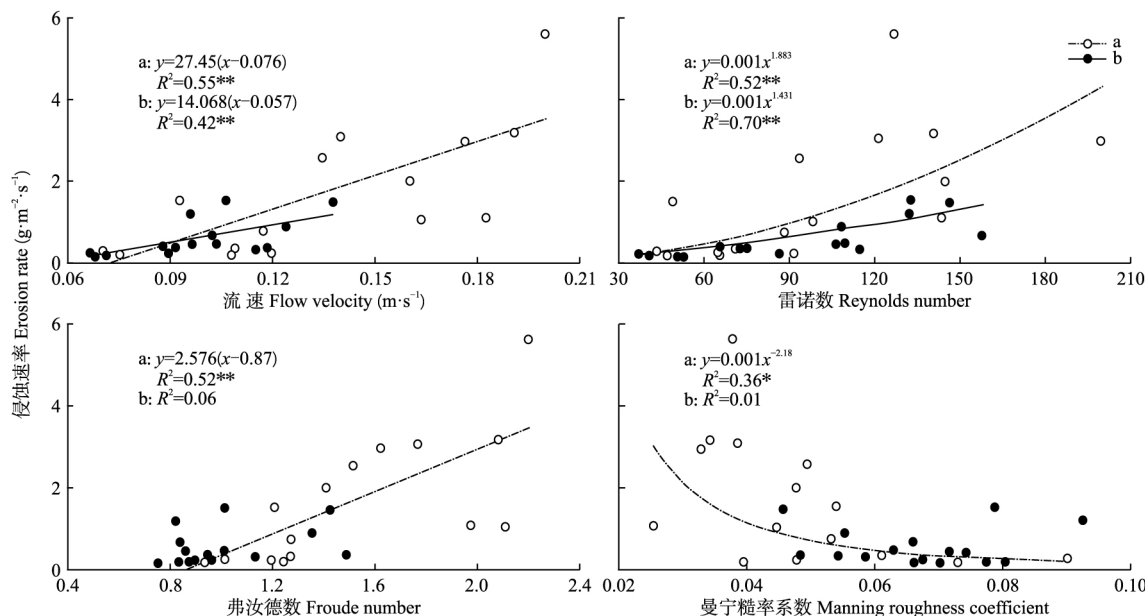 侵蚀速率 Erosion rate (g·m⁻²·s⁻¹)
6
4
2
0
a: y=27.45(x−0.076)
R²=0.55**
b: y=14.068(x−0.057)
R²=0.42**
0.06 0.09 0.12 0.15 0.18 0.21
流 速 Flow velocity (m·s⁻¹)
a: y=0.001x^1.883
R²=0.52**
b: y=0.001x^1.431
R²=0.70**
a
b
30 60 90 120 150 180 210
雷诺数 Reynolds number
6
4
2
0
a: y=2.576(x−0.87)
R²=0.52**
b: R²=0.06
0.4 0.8 1.2 1.6 2.0 2.4
弗汝德数 Froude number
a: y=0.001x^−2.18
R²=0.36*
b: R²=0.01
0.02 0.04 0.06 0.08 0.10
曼宁糙率系数 Manning roughness coefficient